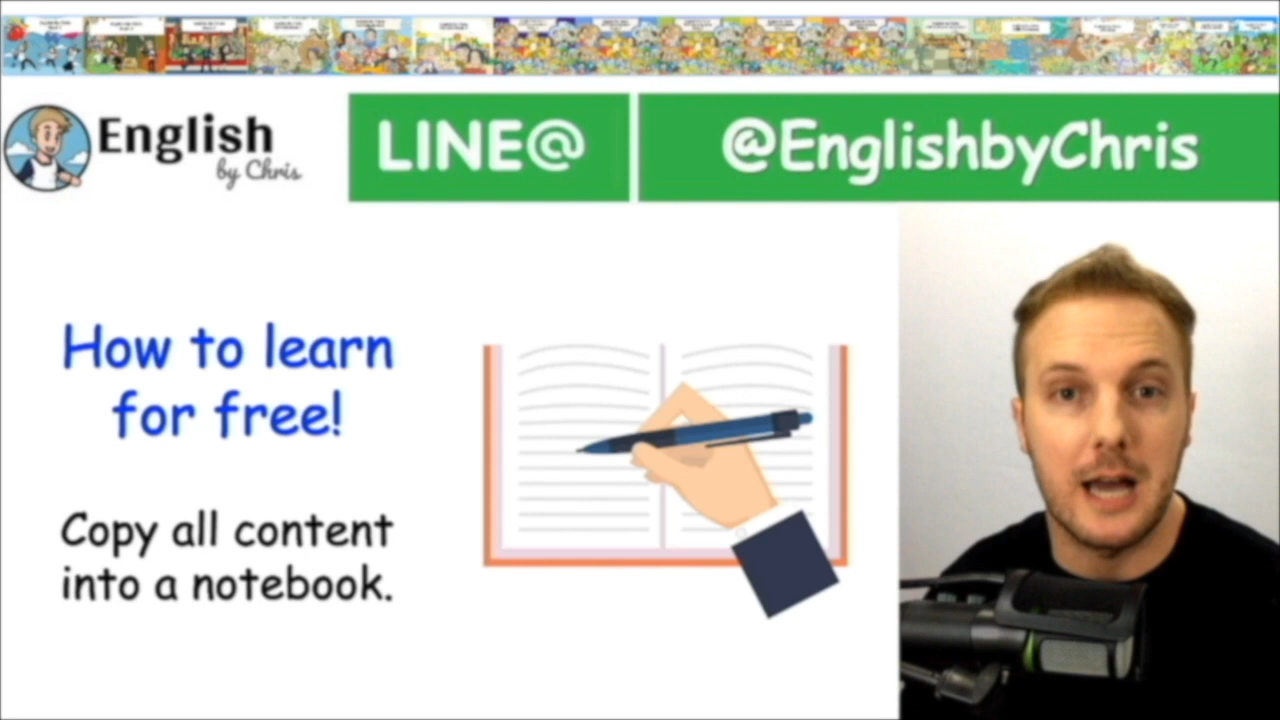 English
by Chris
LINE@
@EnglishbyChris
How to learn
for free!
Copy all content
into a notebook.